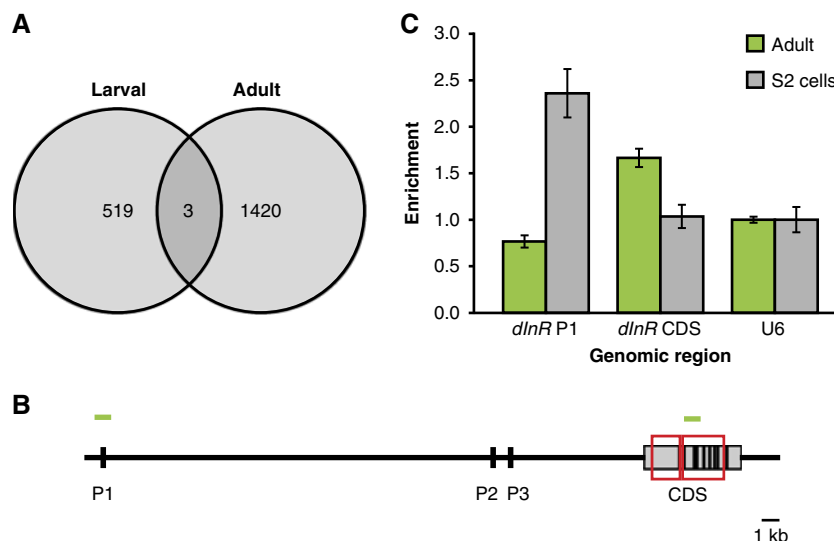 A
Larval Adult
519 3 1420
C
Enrichment
3.0
2.5
2.0
1.5
1.0
0.5
0.0
Adult
S2 cells
dInR P1 dInR CDS U6
Genomic region
B
P1 P2 P3 CDS
1 kb